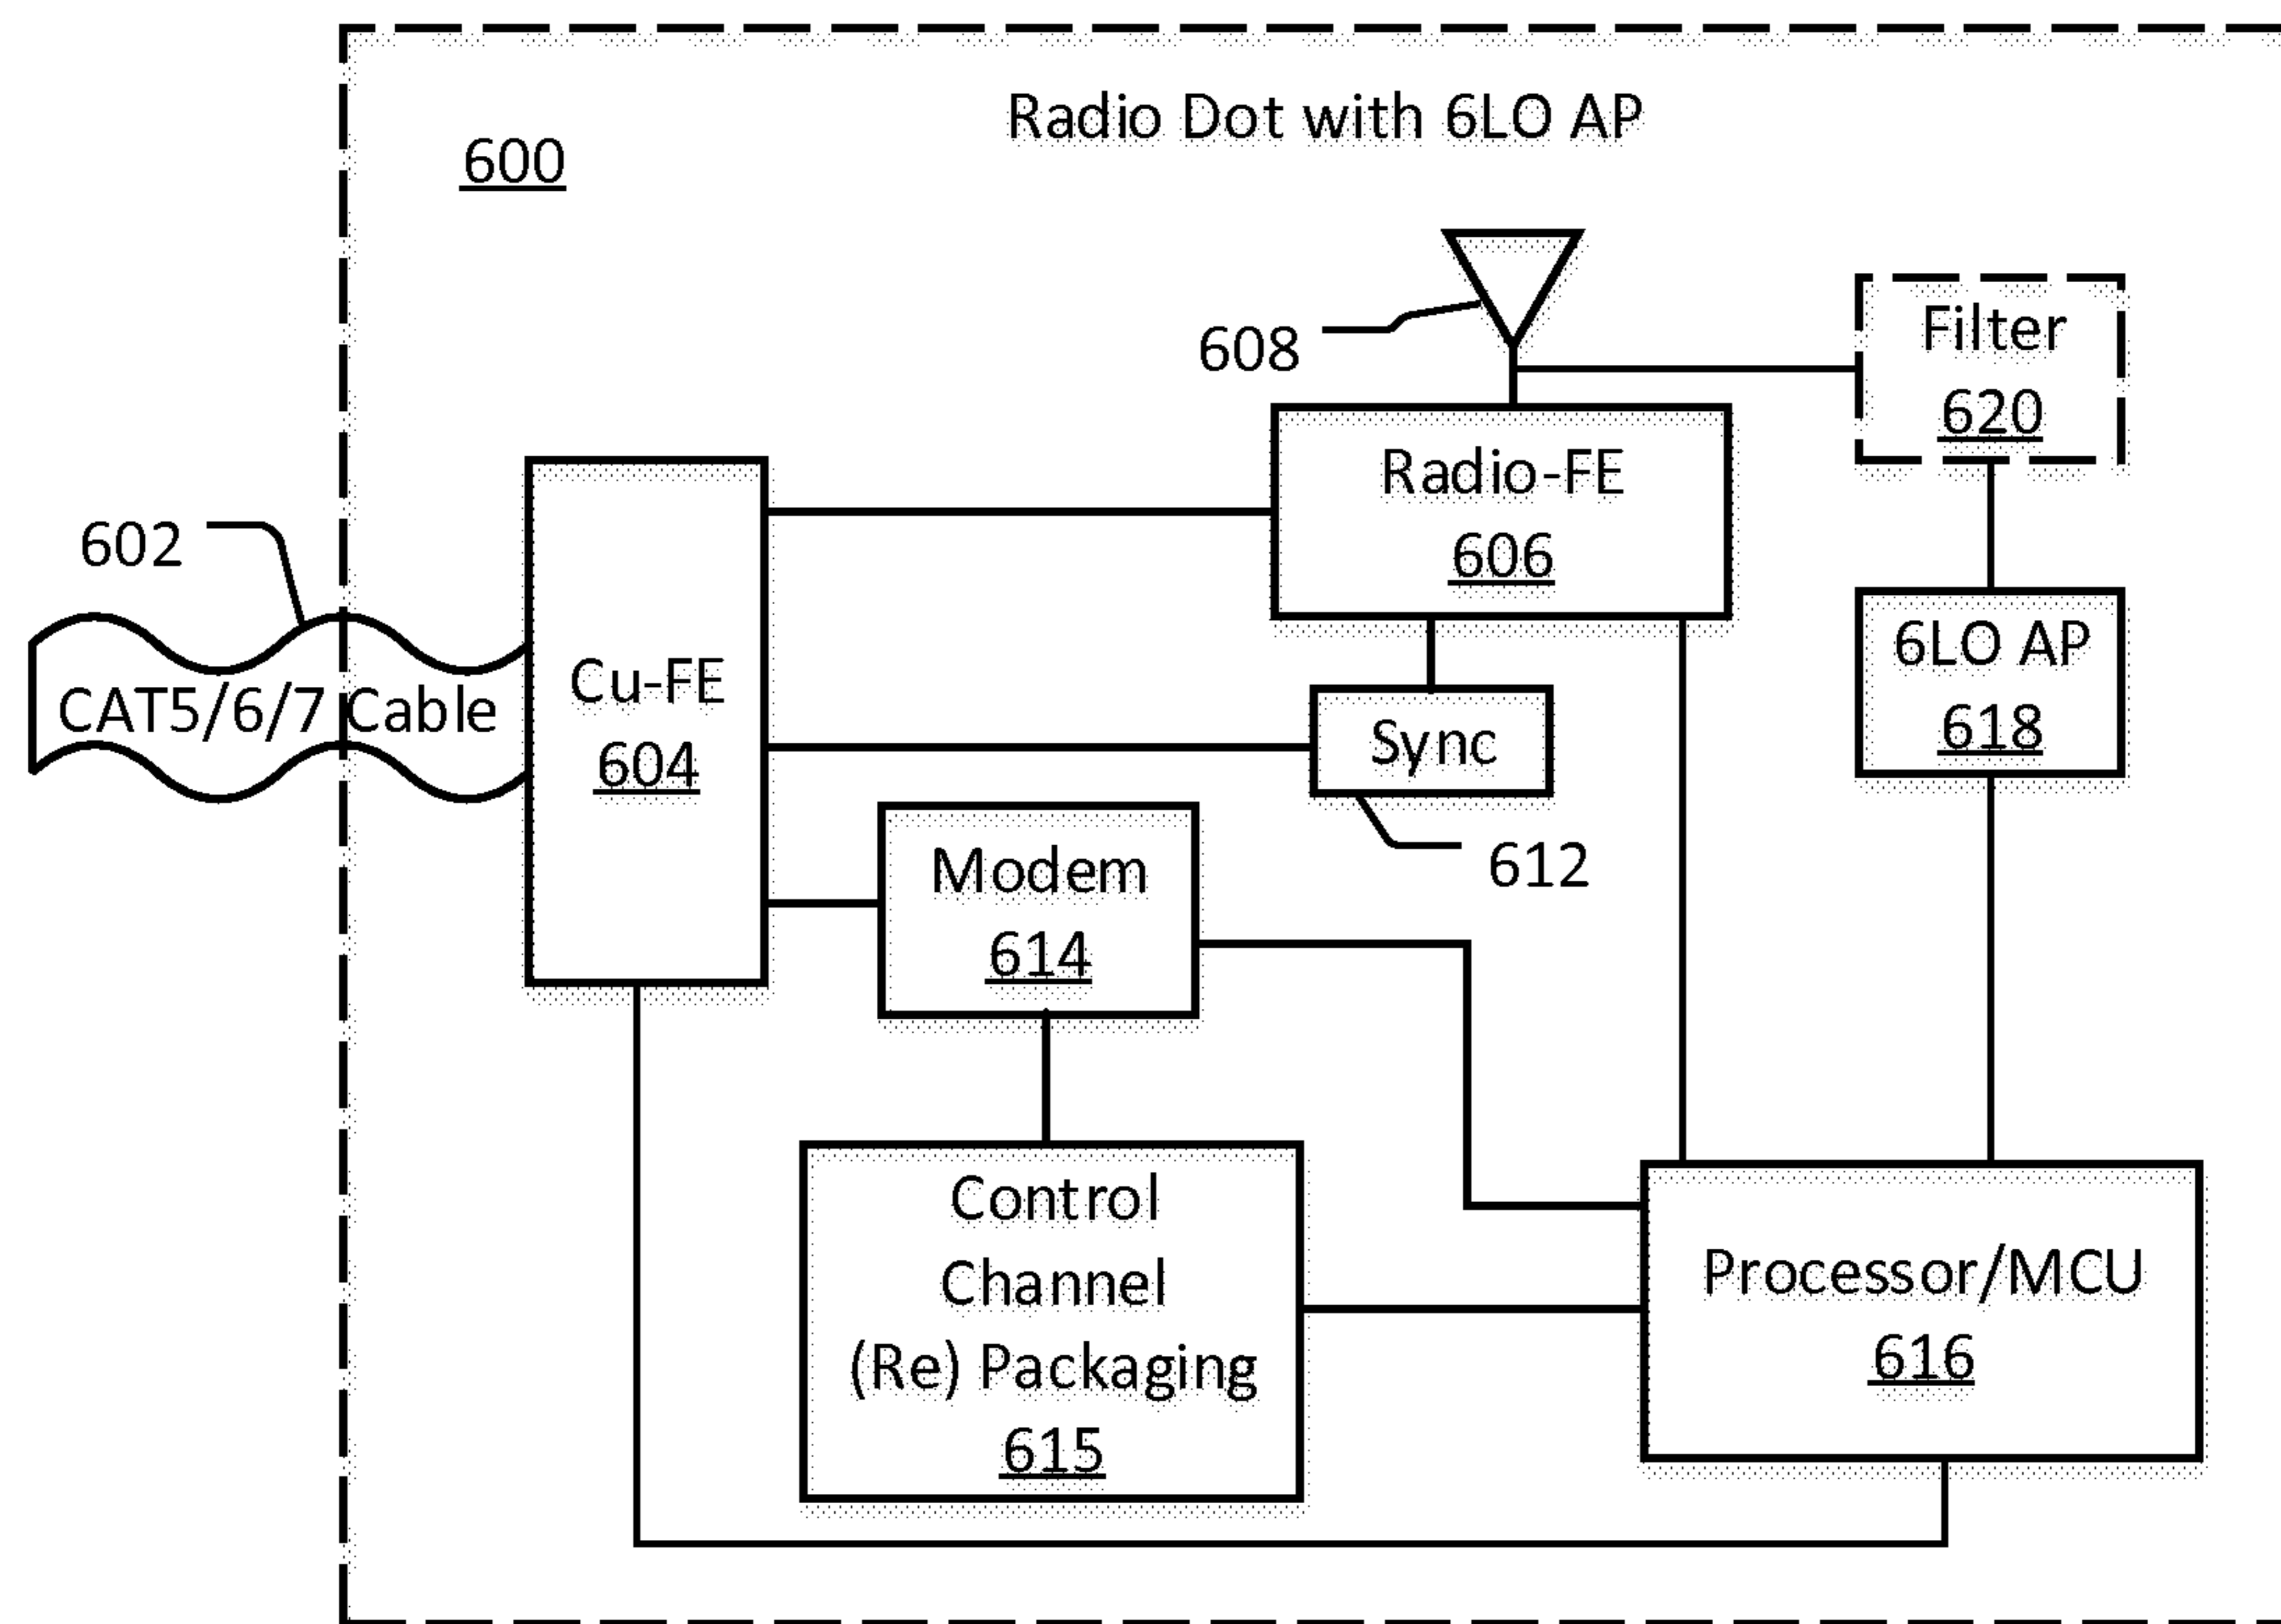 Radio Dot with 6LO AP
600
608
Filter
620
Radio-FE
606
602
CAT5/6/7 Cable
Cu-FE
604
6LO AP
618
Sync
612
Modem
614
Control
Channel
(Re) Packaging
615
Processor/MCU
616